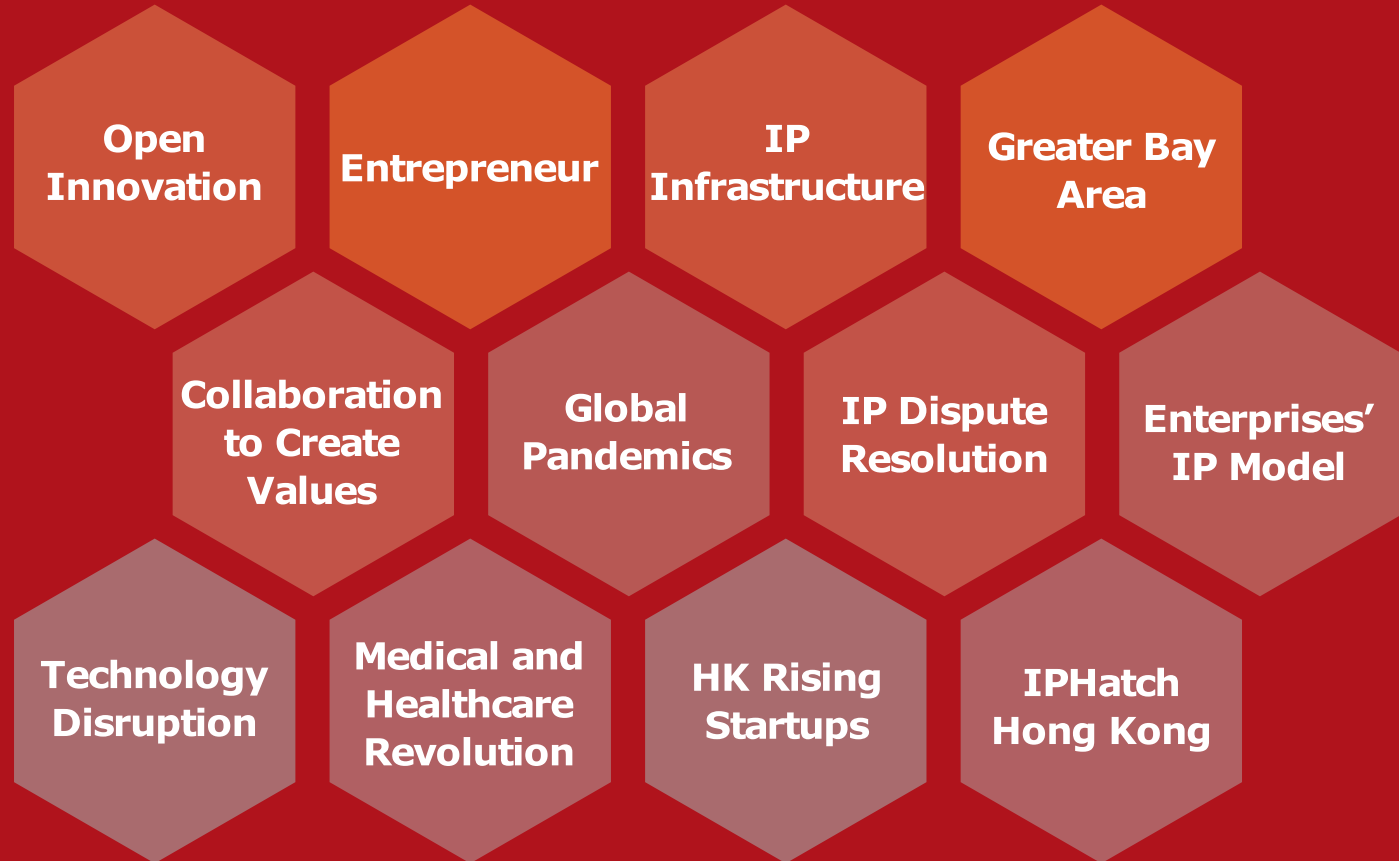 Open
Innovation
Entrepreneur
IP
Infrastructure
Greater Bay
Area
Collaboration
to Create
Values
Global
Pandemics
IP Dispute
Resolution
Enterprises’
IP Model
Technology
Disruption
Medical and
Healthcare
Revolution
HK Rising
Startups
IPHatch
Hong Kong